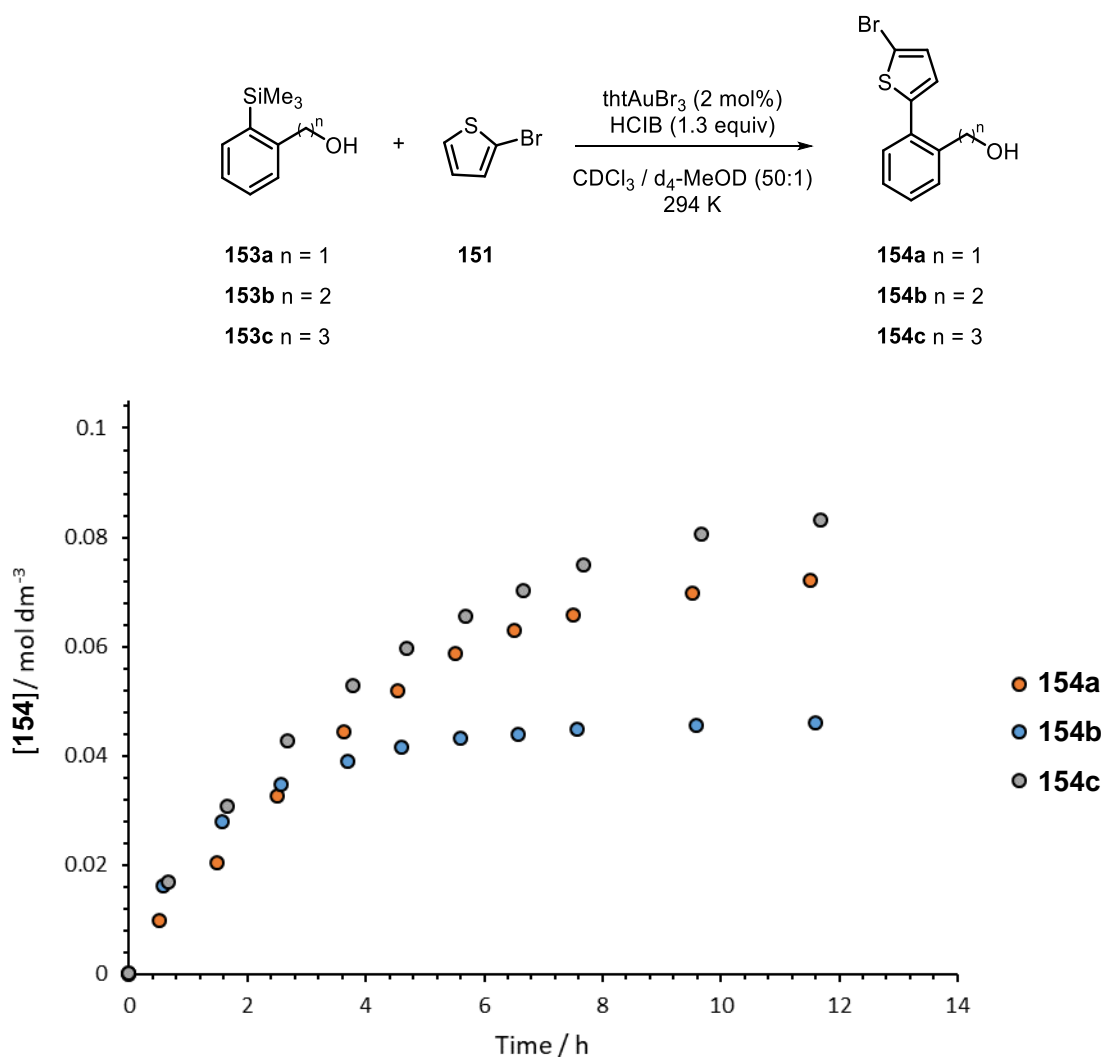 SiMe₃
( )ⁿ
OH
+
S
Br
thtAuBr₃ (2 mol%)
HCIB (1.3 equiv)
CDCl₃ / d₄-MeOD (50:1)
294 K
Br
S
( )ⁿ
OH
153a n = 1
153b n = 2
153c n = 3
151
154a n = 1
154b n = 2
154c n = 3
[154] / mol dm⁻³
0.1
0.08
0.06
0.04
0.02
0
0 2 4 6 8 10 12 14
Time / h
154a
154b
154c